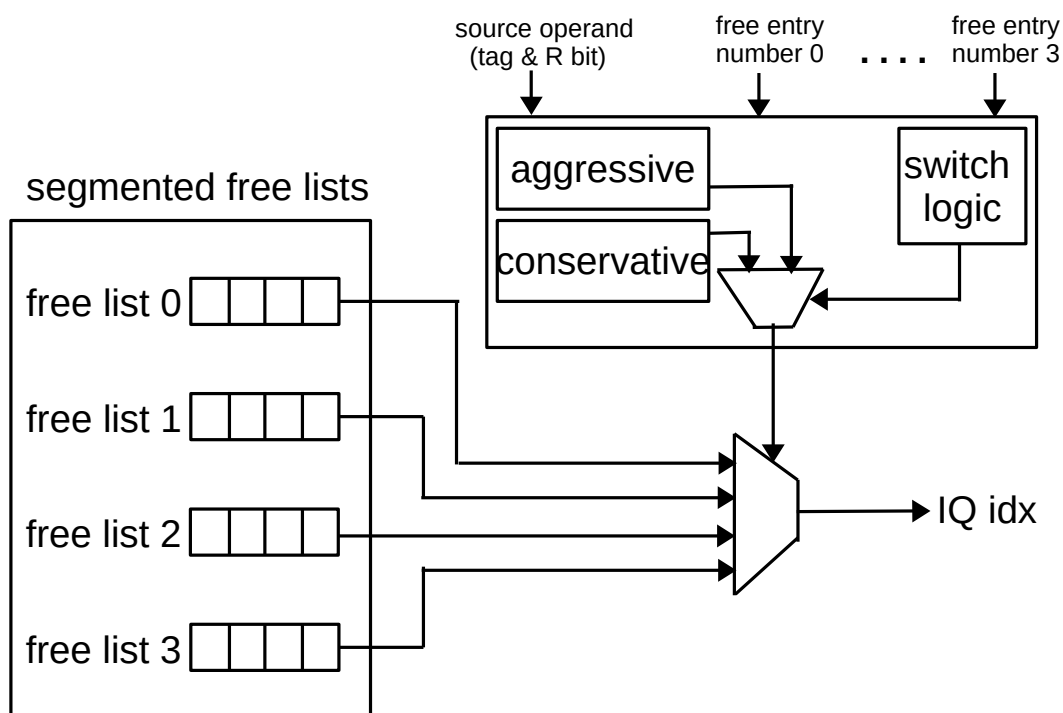 source operand
(tag & R bit)
free entry
number 0
. . . .
free entry
number 3
aggressive
conservative
switch
logic
segmented free lists
free list 0
free list 1
free list 2
free list 3
IQ idx